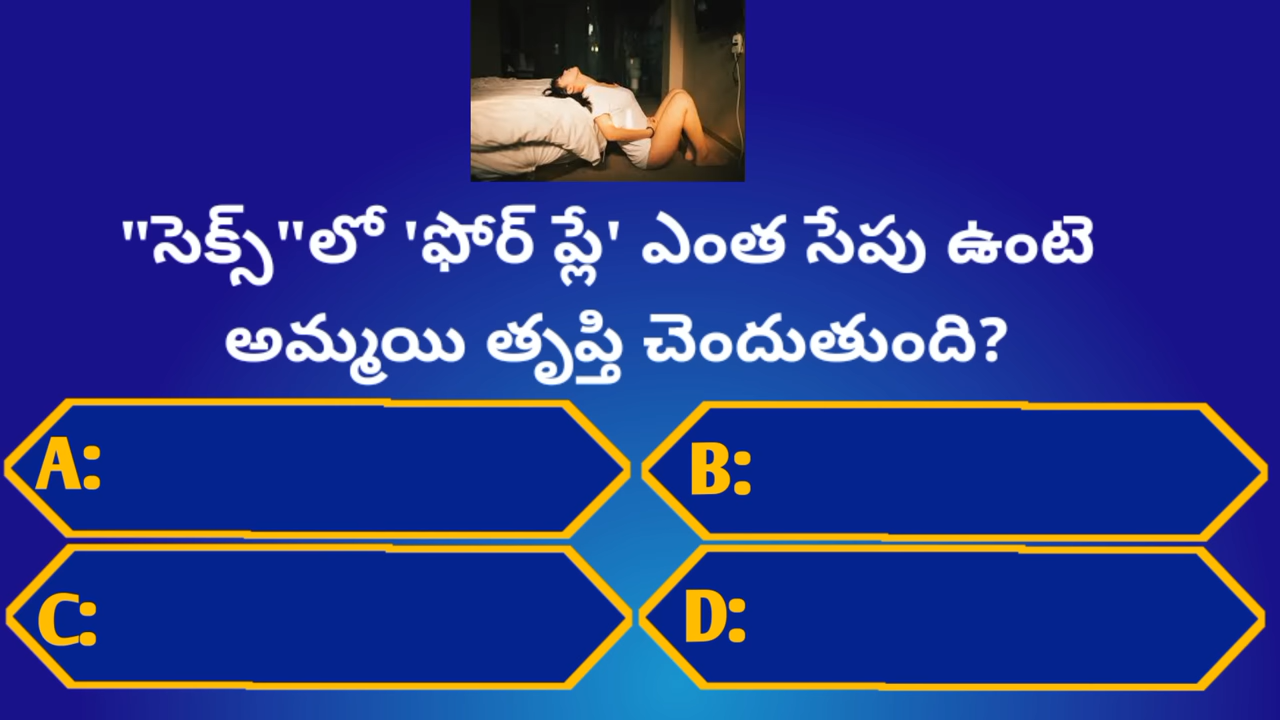 "సెక్స్"లో 'ఫోర్ ప్లే' ఎంత సేపు ఉంటె
అమ్మయి తృప్తి చెందుతుంది?
A:
B:
C:
D: